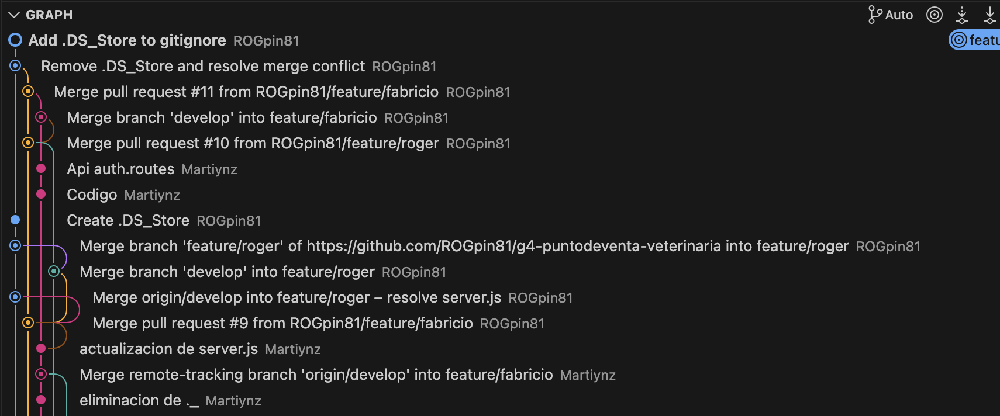 GRAPH
Auto
Add .DS_Store to gitignore ROGpin81
featu
Remove .DS_Store and resolve merge conflict ROGpin81
Merge pull request #11 from ROGpin81/feature/fabricio ROGpin81
Merge branch 'develop' into feature/fabricio ROGpin81
Merge pull request #10 from ROGpin81/feature/roger ROGpin81
Api auth.routes Martiynz
Codigo Martiynz
Create .DS_Store ROGpin81
Merge branch 'feature/roger' of https://github.com/ROGpin81/g4-puntodeventa-veterinaria into feature/roger ROGpin81
Merge branch 'develop' into feature/roger ROGpin81
Merge origin/develop into feature/roger – resolve server.js ROGpin81
Merge pull request #9 from ROGpin81/feature/fabricio ROGpin81
actualizacion de server.js Martiynz
Merge remote-tracking branch 'origin/develop' into feature/fabricio Martiynz
eliminacion de ._ Martiynz